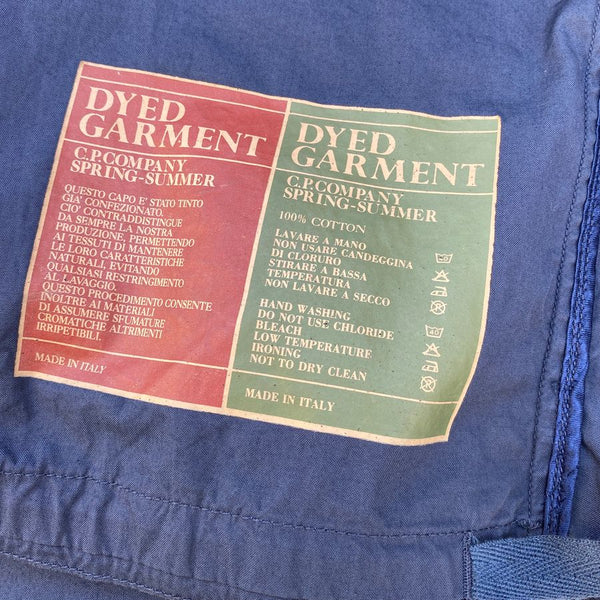 DYED
GARMENT
C.P.COMPANY
SPRING-SUMMER
QUESTO CAPO E' STATO TINTO
GIA' CONFEZIONATO.
CIO' CONTRADDISTINGUE
DA SEMPRE LA NOSTRA
PRODUZIONE, PERMETTENDO
AI TESSUTI DI MANTENERE
LE LORO CARATTERISTICHE
NATURALI, EVITANDO
QUALSIASI RESTRINGIMENTO
AL LAVAGGIO.
QUESTO PROCEDIMENTO CONSENTE
INOLTRE AI MATERIALI
DI ASSUMERE SFUMATURE
CROMATICHE ALTRIMENTI
IRRIPETIBILI.
MADE IN ITALY
DYED
GARMENT
C.P.COMPANY
SPRING-SUMMER
100% COTTON
LAVARE A MANO
NON USARE CANDEGGINA
DI CLORURO
STIRARE A BASSA
TEMPERATURA
NON LAVARE A SECCO
HAND WASHING
DO NOT USE CHLORIDE
BLEACH
LOW TEMPERATURE
IRONING
NOT TO DRY CLEAN
40
MADE IN ITALY